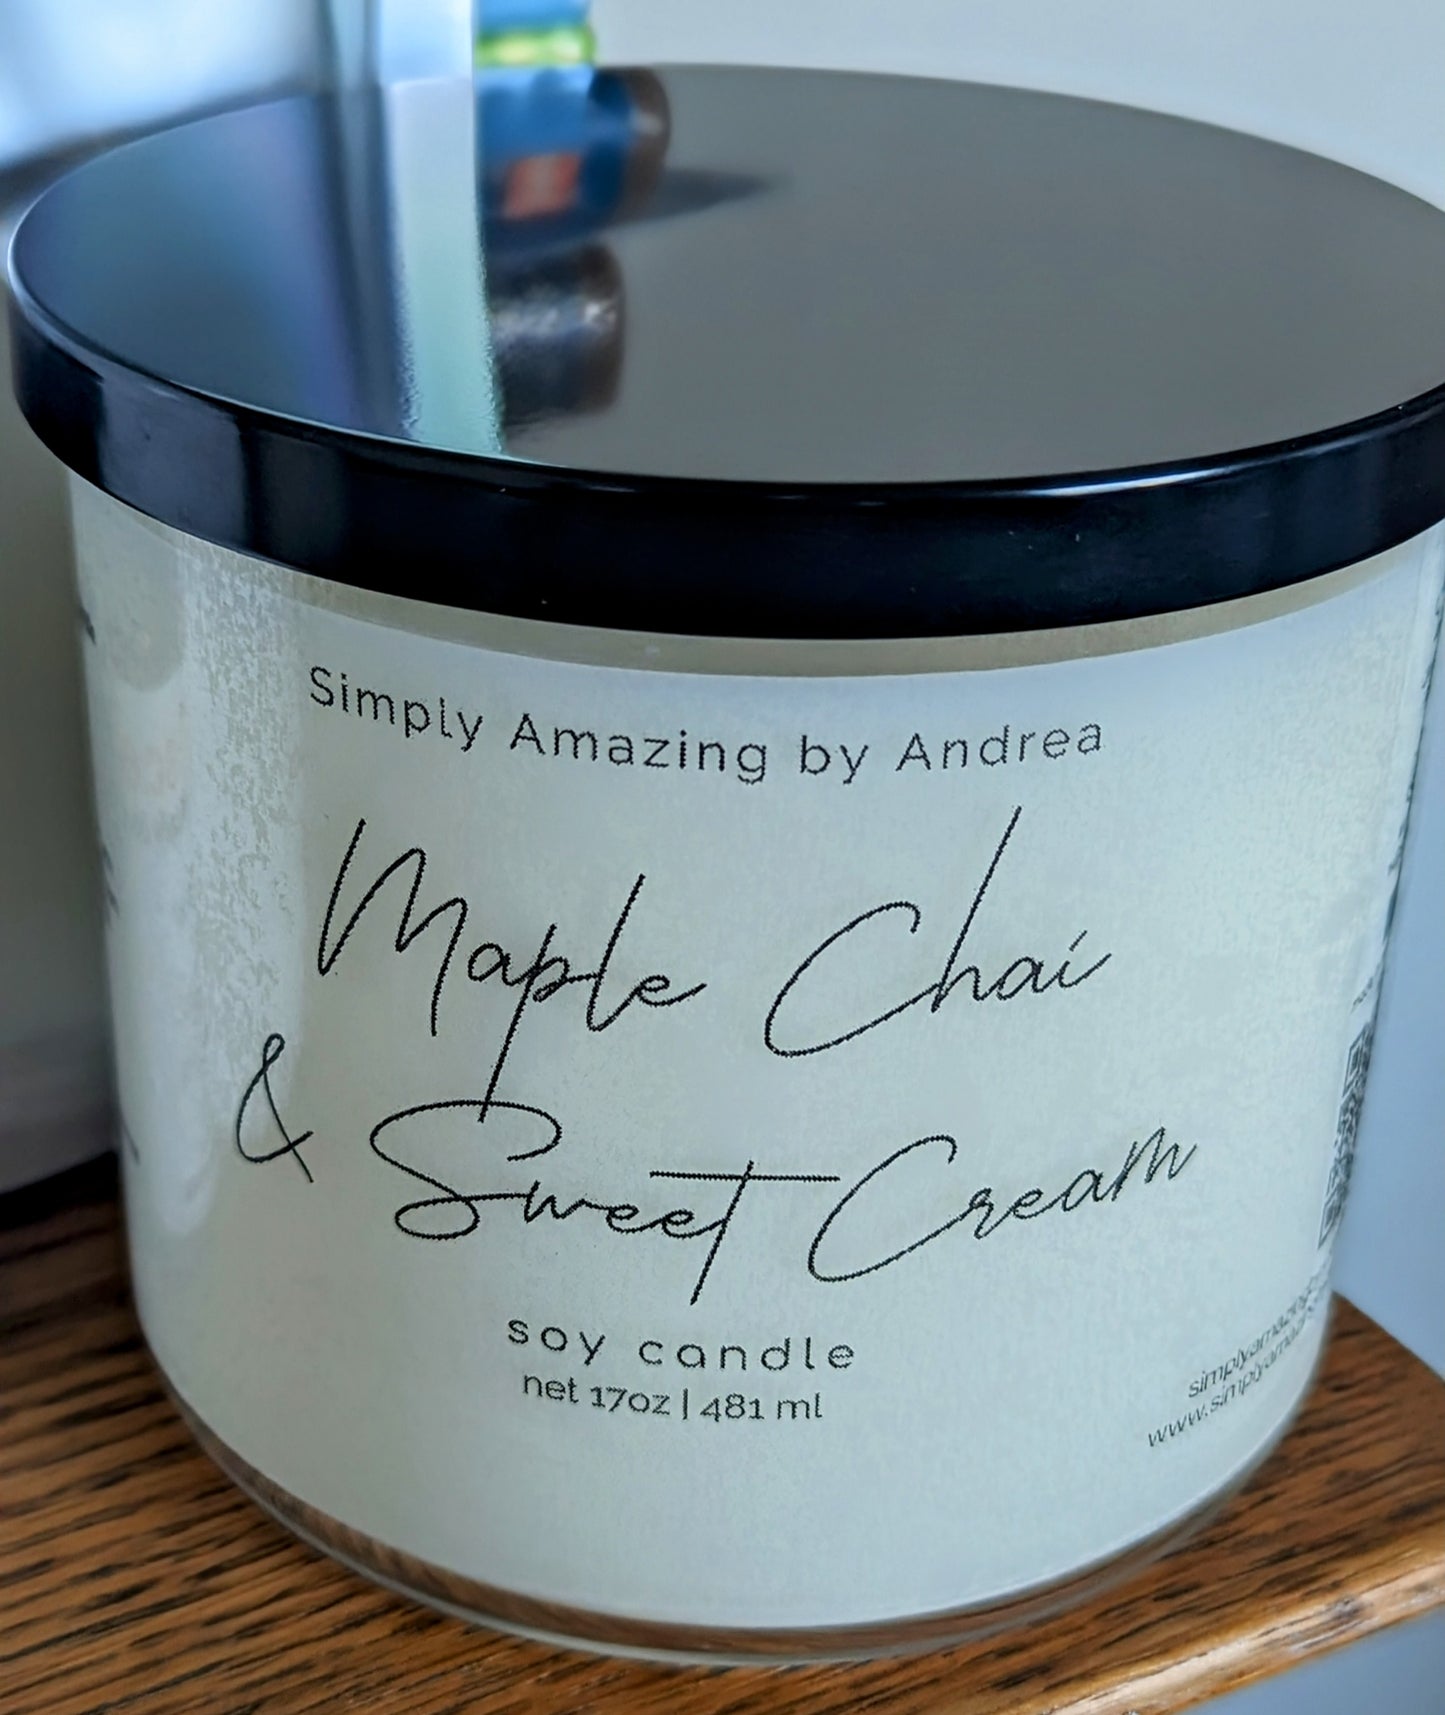 Simply Amazing by Andrea
Maple Chai
& Sweet Cream
soy candle
net 17oz | 481 ml